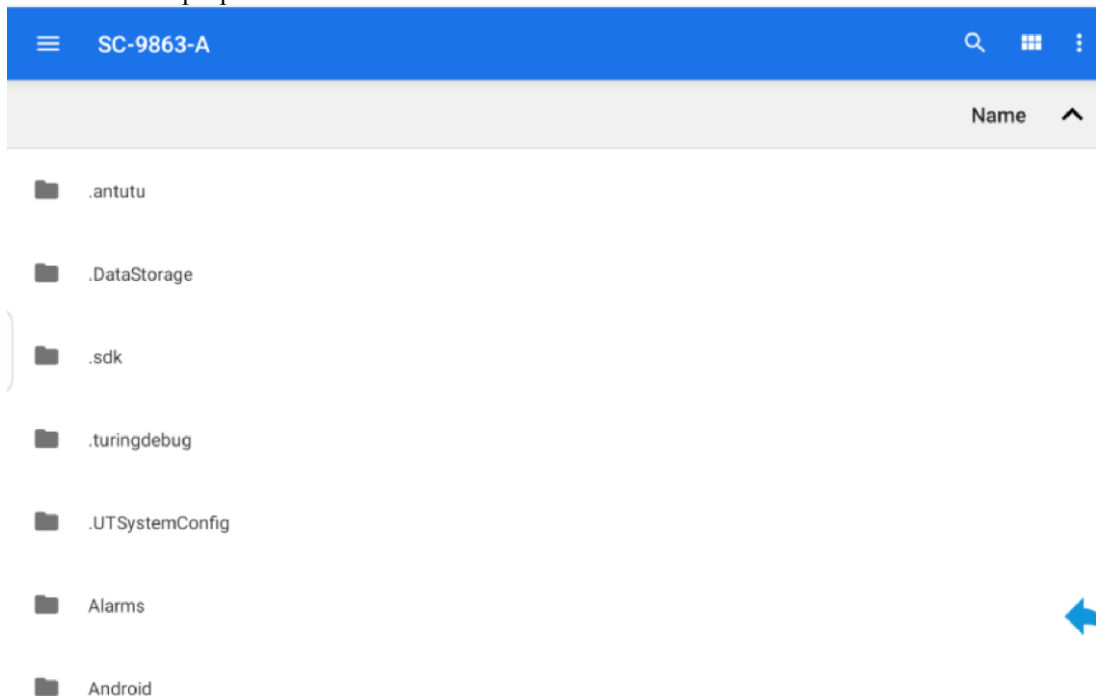 SC-9863-A
Name
.antutu
.DataStorage
.sdk
.turingdebug
.UTSystemConfig
Alarms
Android